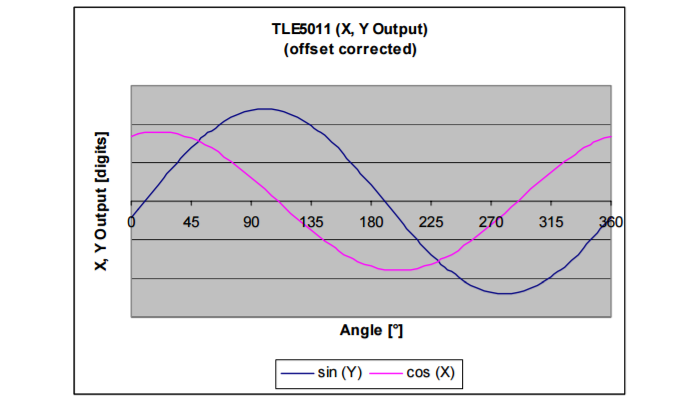 TLE5011 (X, Y Output)
(offset corrected)
X, Y Output [digits]
0 45 90 135 180 225 270 315 360
Angle [°]
sin (Y) cos (X)